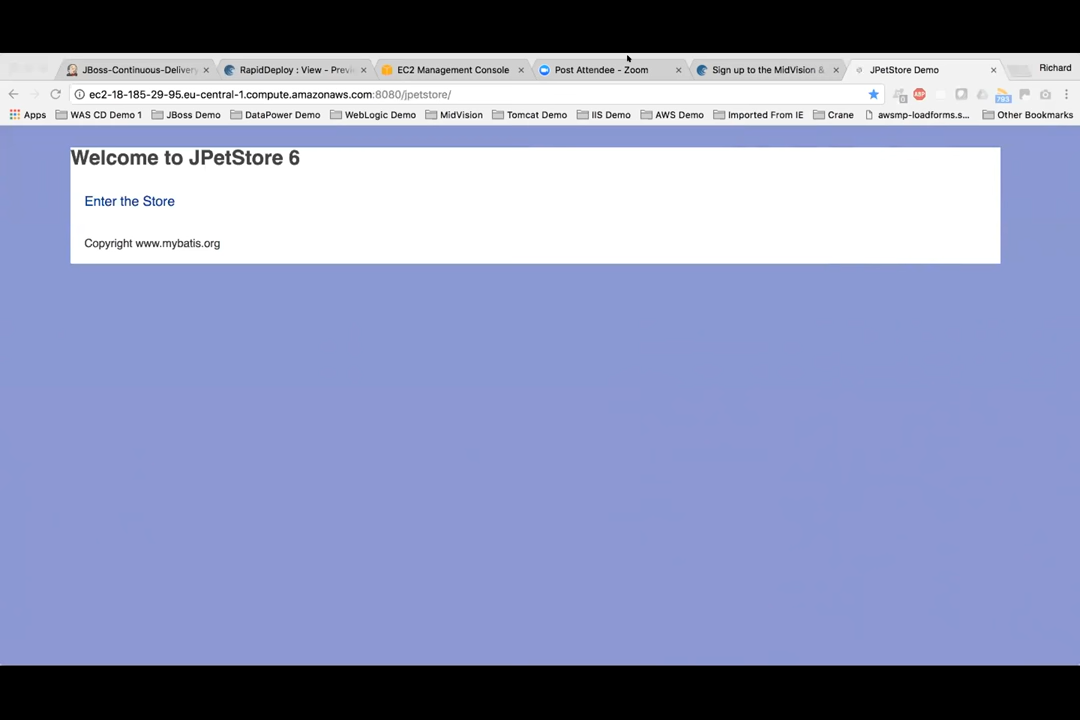 JBoss-Continuous-Delivery
RapidDeploy : View - Previ
EC2 Management Console
Post Attendee - Zoom
Sign up to the MidVision &
JPetStore Demo
Richard
ec2-18-185-29-95.eu-central-1.compute.amazonaws.com:8080/jpetstore/
ABP
793
Apps
WAS CD Demo 1
JBoss Demo
DataPower Demo
WebLogic Demo
MidVision
Tomcat Demo
IIS Demo
AWS Demo
Imported From IE
Crane
awsmp-loadforms.s...
Other Bookmarks
Welcome to JPetStore 6
Enter the Store
Copyright www.mybatis.org